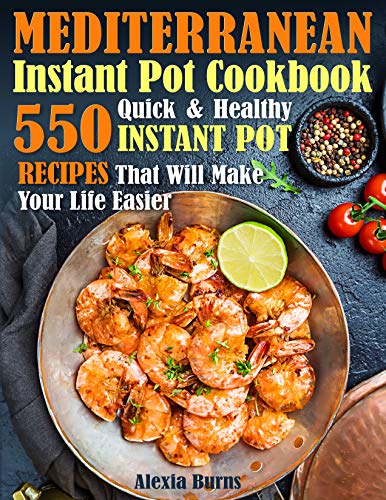 MEDITERRANEAN
Instant Pot Cookbook
550 Quick & Healthy
INSTANT POT
RECIPES That Will Make
Your Life Easier
Alexia Burns